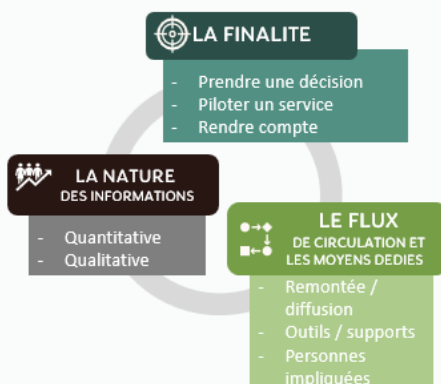 LA FINALITE
- Prendre une décision
- Piloter un service
- Rendre compte
LA NATURE
DES INFORMATIONS
- Quantitative
- Qualitative
LE FLUX
DE CIRCULATION ET
LES MOYENS DEDIES
- Remontée /
diffusion
- Outils / supports
- Personnes
impliquées